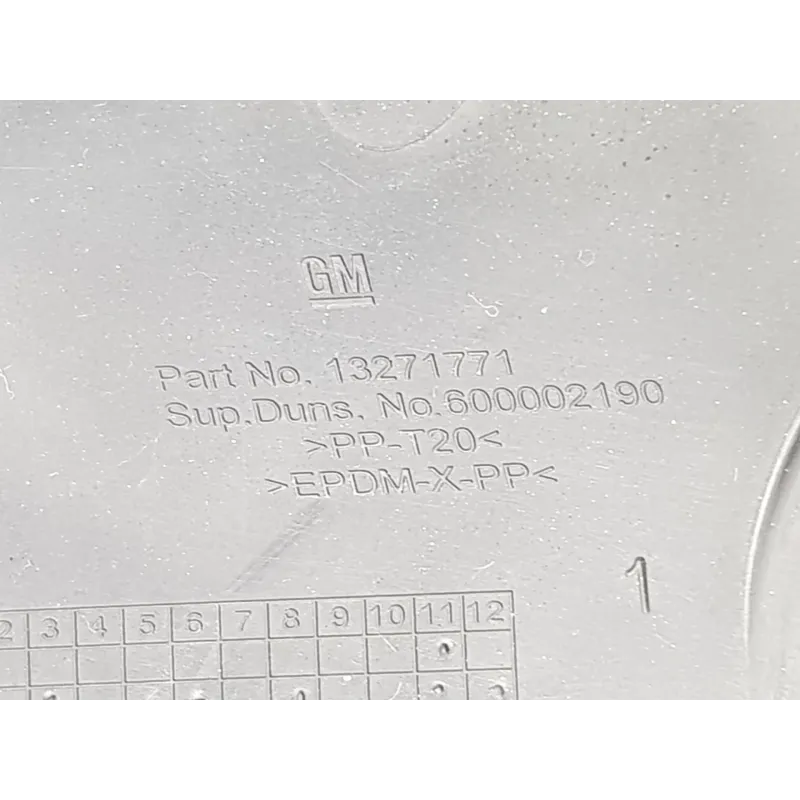 GM
Part No. 13271771
Sup.Duns. No.600002190
>PP-T20<
>EPDM-X-PP<
1
2 3 4 5 6 7 8 9 10 11 12